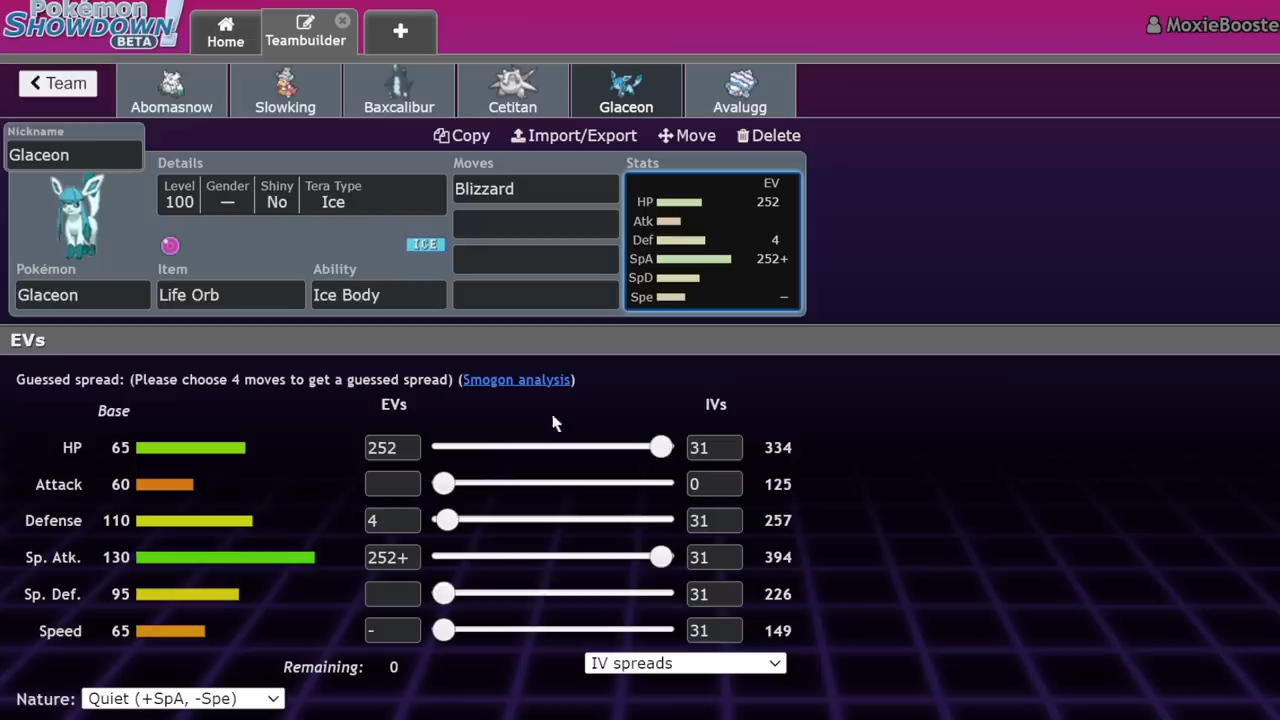 Pokémon
SHOWDOWN!
BETA
Home
Teambuilder
MoxieBooste
Team
Abomasnow
Slowking
Baxcalibur
Cetitan
Glaceon
Avalugg
Nickname
Glaceon
Copy
Import/Export
Move
Delete
Details
Moves
Stats
Level
Gender
Shiny
Tera Type
100
—
No
Ice
Blizzard
EV
HP 252
Atk
Def 4
SpA 252+
SpD
Spe –
ICE
Pokémon
Item
Ability
Glaceon
Life Orb
Ice Body
EVs
Guessed spread: (Please choose 4 moves to get a guessed spread) (Smogon analysis)
Base EVs IVs
HP 65 252 31 334
Attack 60 0 125
Defense 110 4 31 257
Sp. Atk. 130 252+ 31 394
Sp. Def. 95 31 226
Speed 65 - 31 149
Remaining: 0
IV spreads
Nature: Quiet (+SpA, -Spe)